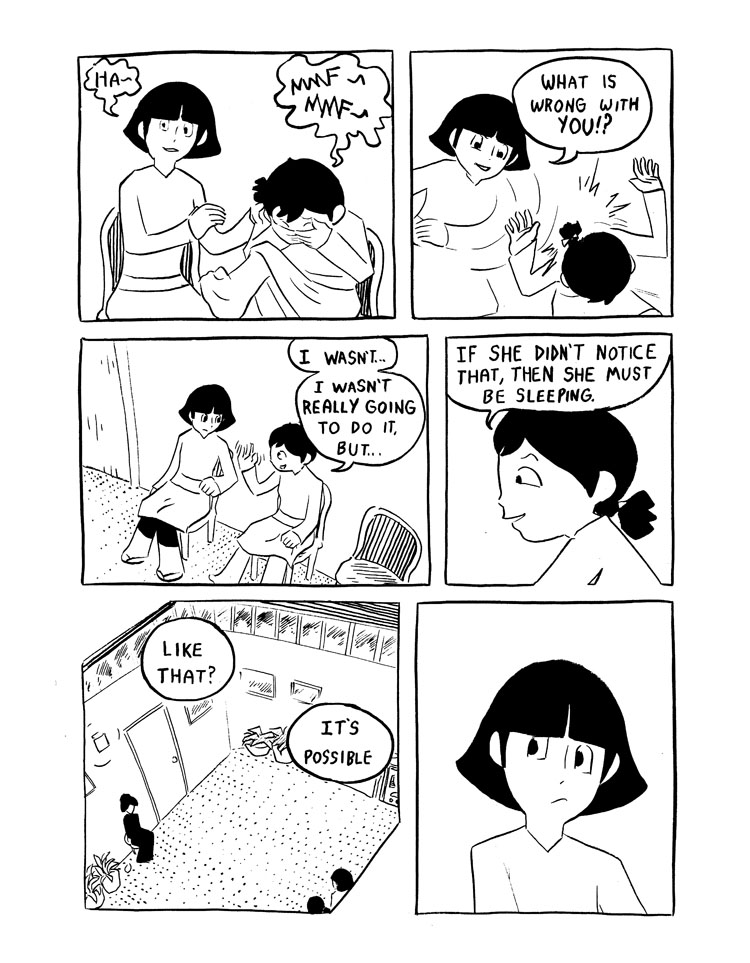 HA~
MMF~
MMF~
WHAT IS
WRONG WITH
YOU!?
I WASN'T...
I WASN'T
REALLY GOING
TO DO IT,
BUT...
IF SHE DIDN'T NOTICE
THAT, THEN SHE MUST
BE SLEEPING.
LIKE
THAT?
IT'S
POSSIBLE